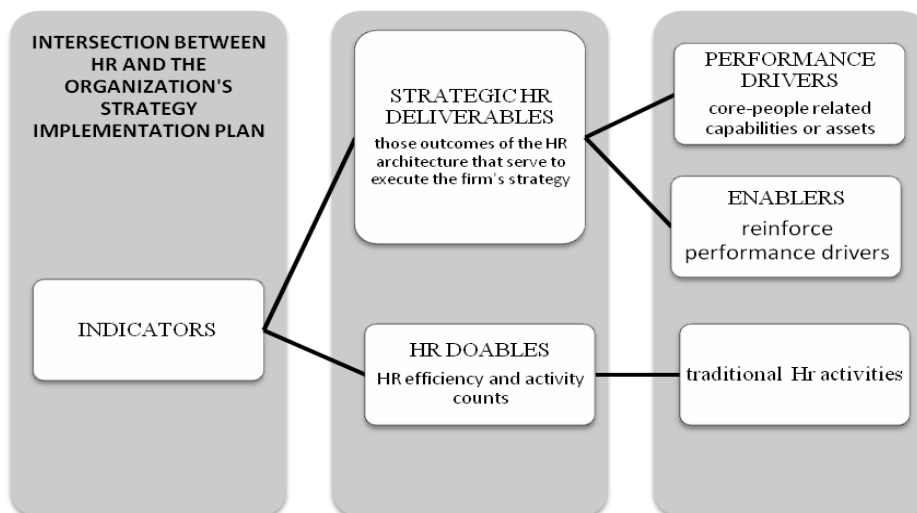 INTERSECTION BETWEEN
HR AND THE
ORGANIZATION'S
STRATEGY
IMPLEMENTATION PLAN
INDICATORS
STRATEGIC HR
DELIVERABLES
those outcomes of the HR
architecture that serve to
execute the firm's strategy
HR DOABLES
HR efficiency and activity
counts
PERFORMANCE
DRIVERS
core-people related
capabilities or assets
ENABLERS
reinforce
performance drivers
traditional Hr activities